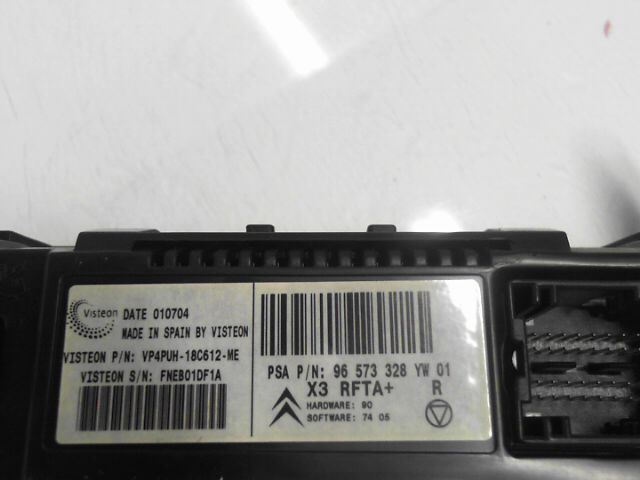 Visteon DATE 010704
MADE IN SPAIN BY VISTEON
VISTEON P/N: VP4PUH-18C612-ME
VISTEON S/N: FNEB01DF1A
PSA P/N: 96 573 328 YW 01
X3 RFTA+ R
HARDWARE: 90
SOFTWARE: 74 05